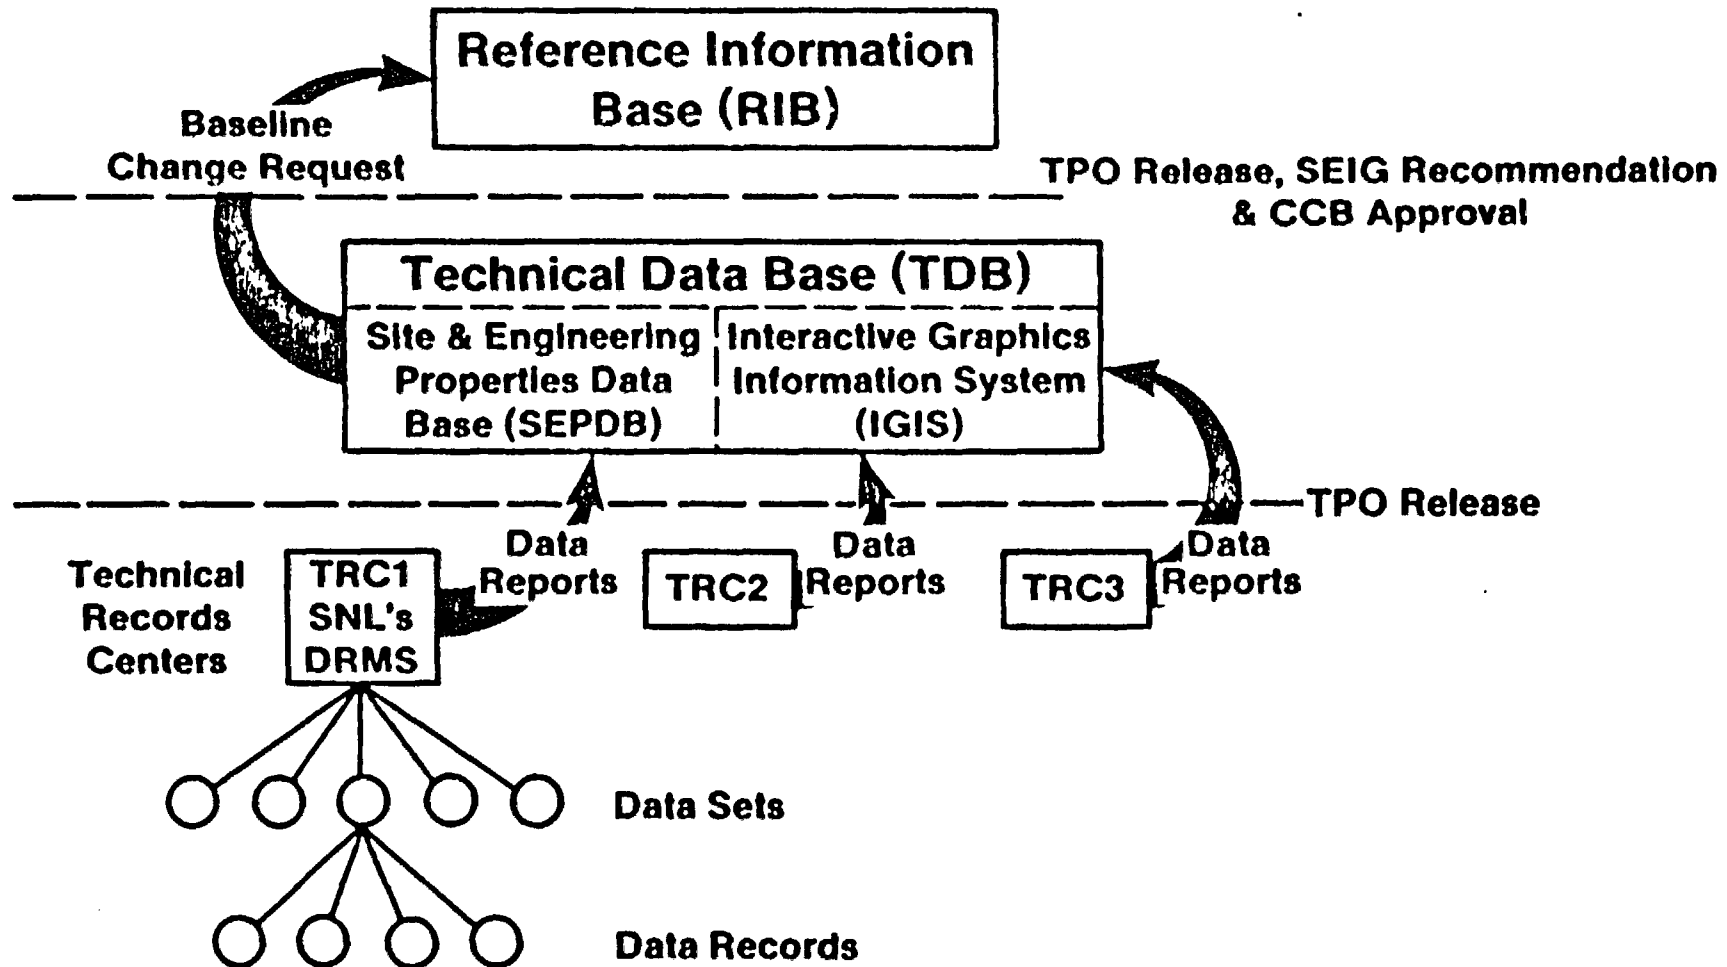 Reference Information
Base (RIB)
Baseline
Change Request
TPO Release, SEIG Recommendation
& CCB Approval
Technical Data Base (TDB)
Site & Engineering
Properties Data
Base (SEPDB)
Interactive Graphics
Information System
(IGIS)
TPO Release
Technical
Records
Centers
TRC1
SNL's
DRMS
Data
Reports
TRC2
Data
Reports
TRC3
Data
Reports
Data Sets
Data Records